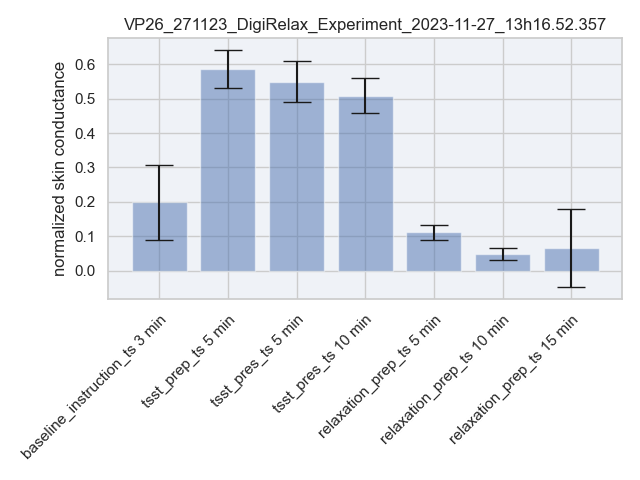 VP26_271123_DigiRelax_Experiment_2023-11-27_13h16.52.357
normalized skin conductance
0.6
0.5
0.4
0.3
0.2
0.1
0.0
baseline_instruction_ts 3 min
tsst_prep_ts 5 min
tsst_pres_ts 5 min
tsst_pres_ts 10 min
relaxation_prep_ts 5 min
relaxation_prep_ts 10 min
relaxation_prep_ts 15 min